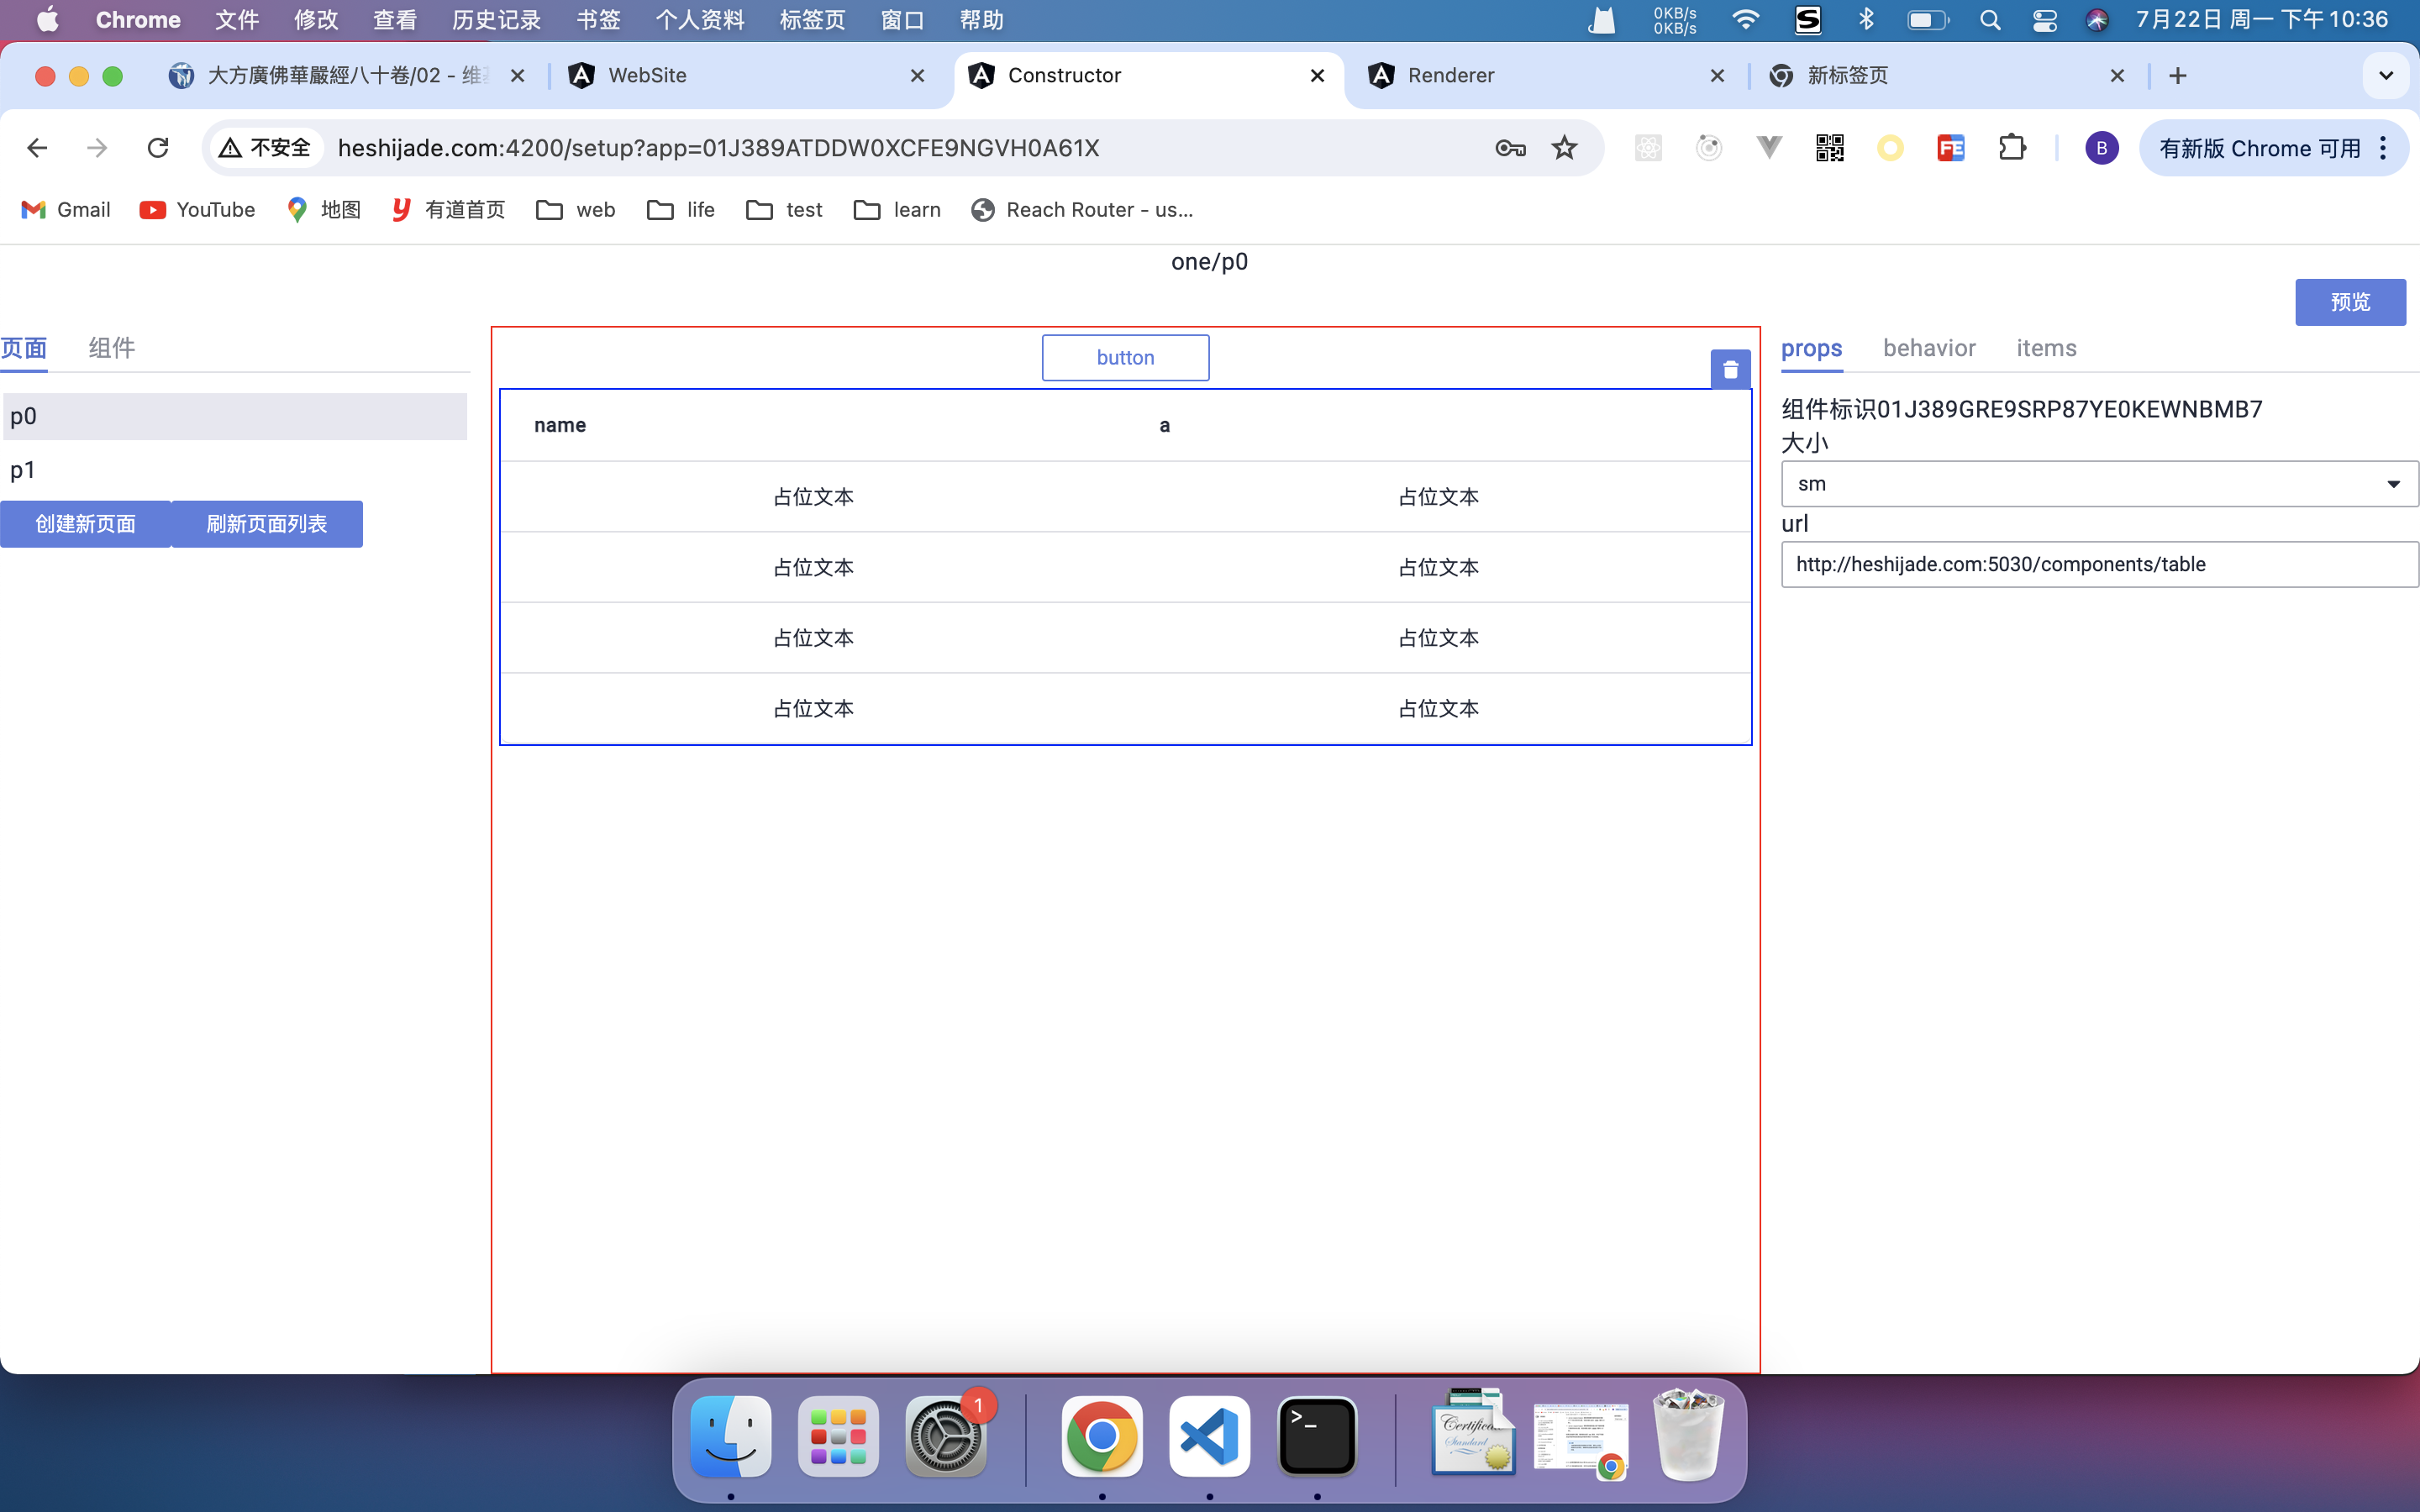 Chrome 文件 修改 查看 历史记录 书签 个人资料 标签页 窗口 帮助
0KB/s
0KB/s
7月22日 周一 下午 10:36
大方廣佛華嚴經八十卷/02 - 维
WebSite
Constructor
Renderer
新标签页
不安全
heshijade.com:4200/setup?app=01J389ATDDW0XCFE9NGVH0A61X
FE
B
有新版 Chrome 可用
Gmail
YouTube
地图
有道首页
web
life
test
learn
Reach Router - us...
one/p0
预览
页面 组件
p0
p1
创建新页面 刷新页面列表
button
name a
占位文本 占位文本
占位文本 占位文本
占位文本 占位文本
占位文本 占位文本
props behavior items
组件标识01J389GRE9SRP87YE0KEWNBMB7
大小
sm
url
http://heshijade.com:5030/components/table
1